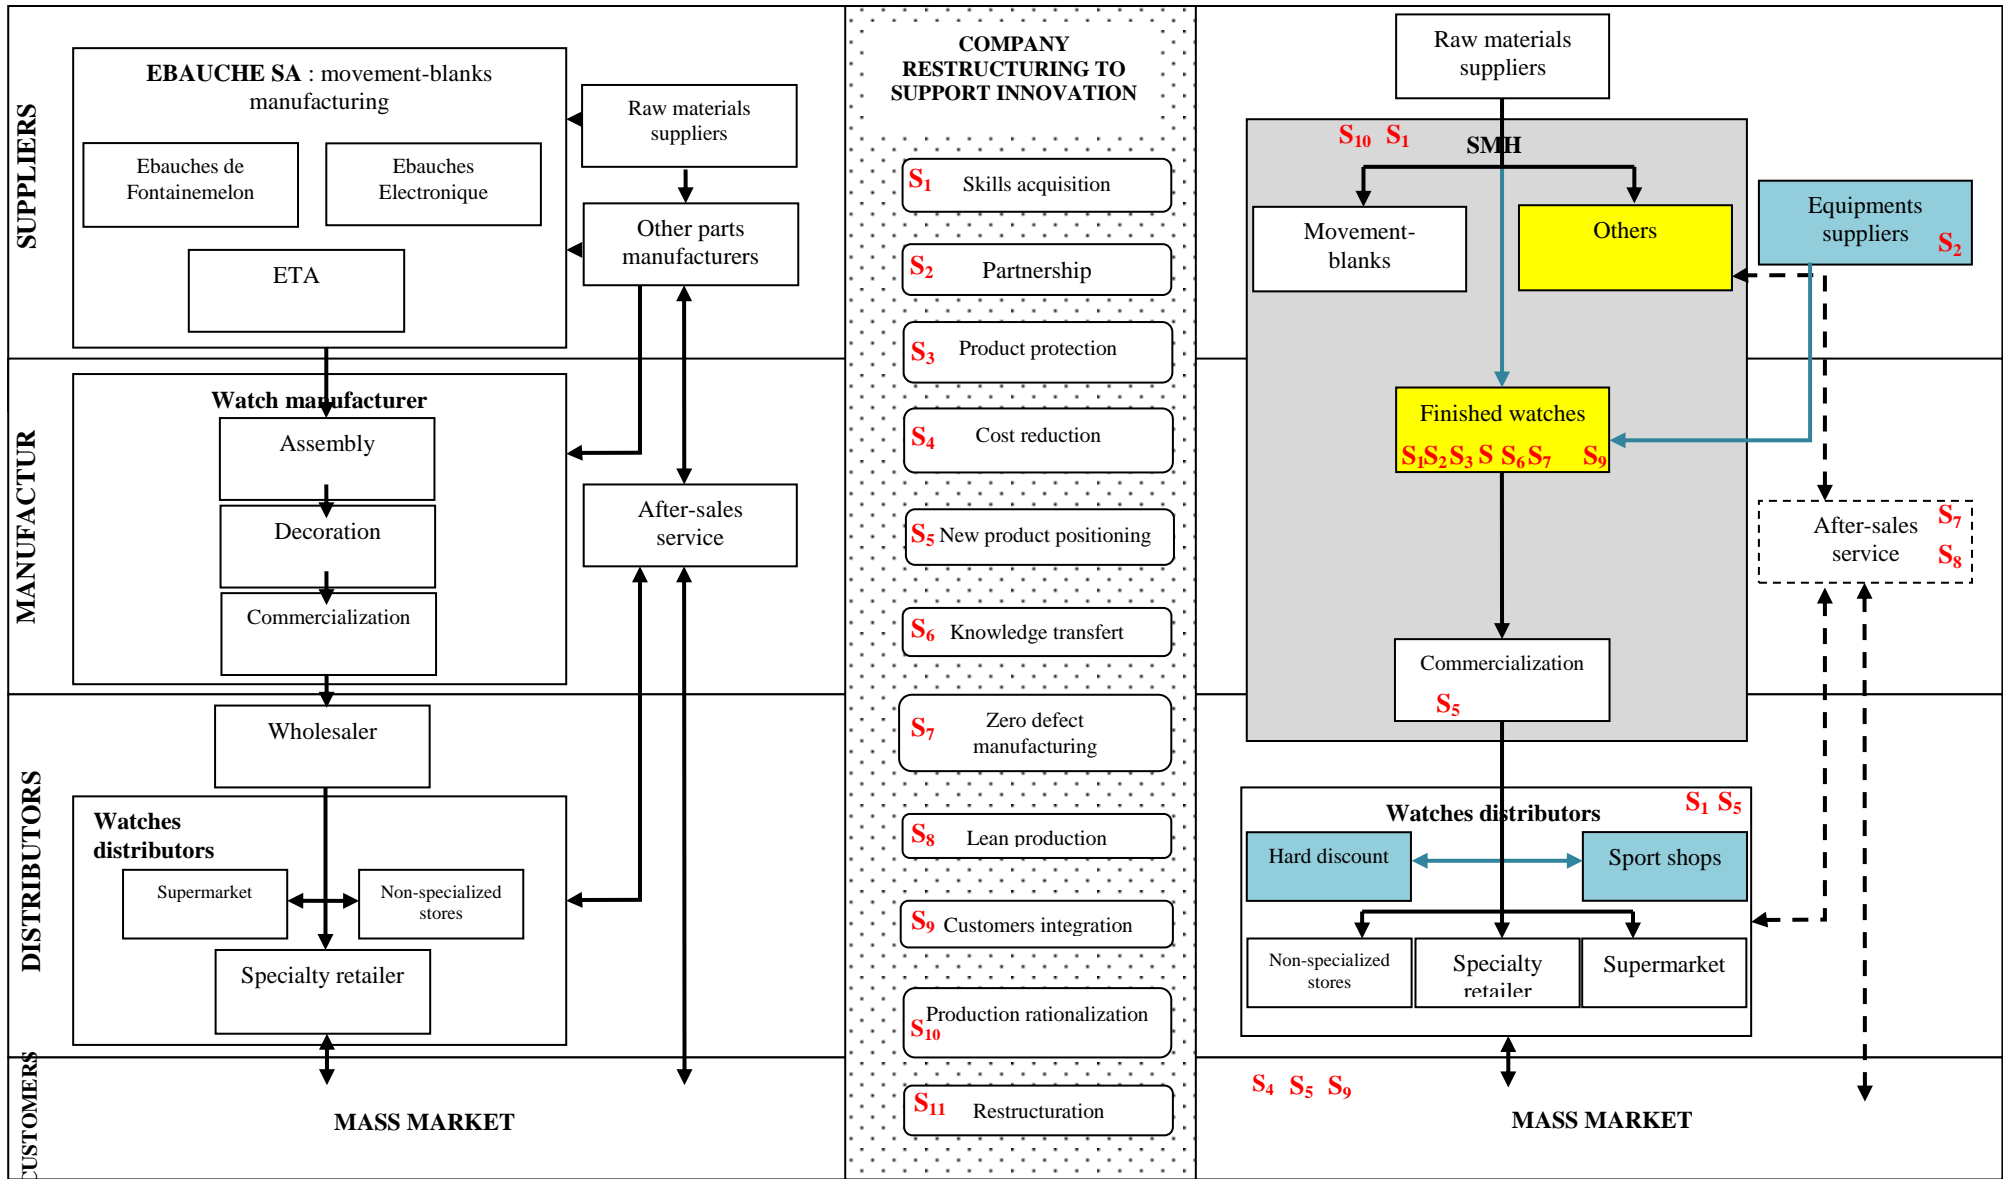 SUPPLIERS
EBAUCHE SA : movement-blanks
manufacturing
Ebauches de
Fontainemelon
Ebauches
Electronique
ETA
Raw materials
suppliers
Other parts
manufacturers
MANUFACTUR
Watch manufacturer
Assembly
Decoration
Commercialization
After-sales
service
DISTRIBUTORS
Wholesaler
Watches
distributors
Supermarket
Non-specialized
stores
Specialty retailer
CUSTOMERS
MASS MARKET
COMPANY
RESTRUCTURING TO
SUPPORT INNOVATION
S1 Skills acquisition
S2 Partnership
S3 Product protection
S4 Cost reduction
S5 New product positioning
S6 Knowledge transfert
S7 Zero defect
manufacturing
S8 Lean production
S9 Customers integration
S10 Production rationalization
S11 Restructuration
Raw materials
suppliers
S10 S1
SMH
Movement-
blanks
Others
Equipments
suppliers
S2
Finished watches
S1 S2 S3 S S6 S7 S9
After-sales
service
S7
S8
Commercialization
S5
Watches distributors
S1 S5
Hard discount
Sport shops
Non-specialized
stores
Specialty
retailer
Supermarket
S4 S5 S9
MASS MARKET